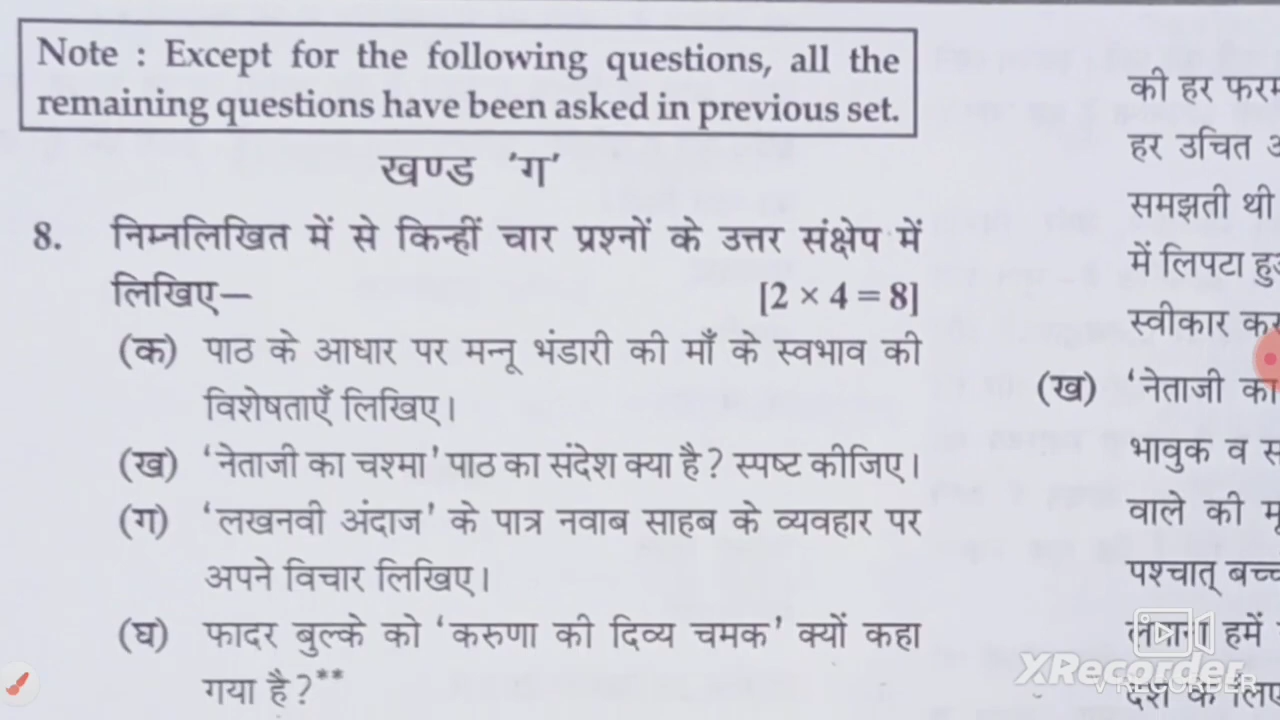 Note : Except for the following questions, all the
remaining questions have been asked in previous set.
खण्ड 'ग'
8. निम्नलिखित में से किन्हीं चार प्रश्नों के उत्तर संक्षेप में
लिखिए— [2 × 4 = 8]
(क) पाठ के आधार पर मन्नू भंडारी की माँ के स्वभाव की
विशेषताएँ लिखिए।
(ख) 'नेताजी का चश्मा' पाठ का संदेश क्या है? स्पष्ट कीजिए।
(ग) 'लखनवी अंदाज' के पात्र नवाब साहब के व्यवहार पर
अपने विचार लिखिए।
(घ) फादर बुल्के को 'करुणा की दिव्य चमक' क्यों कहा
गया है?**
की हर
हर उचित
समझती थी
में लिपटा
स्वीकार
(ख) 'नेताजी का
भावुक व
वाले की
पश्चात्
हमें
देश के लिए
XRecorder
V RECORDER